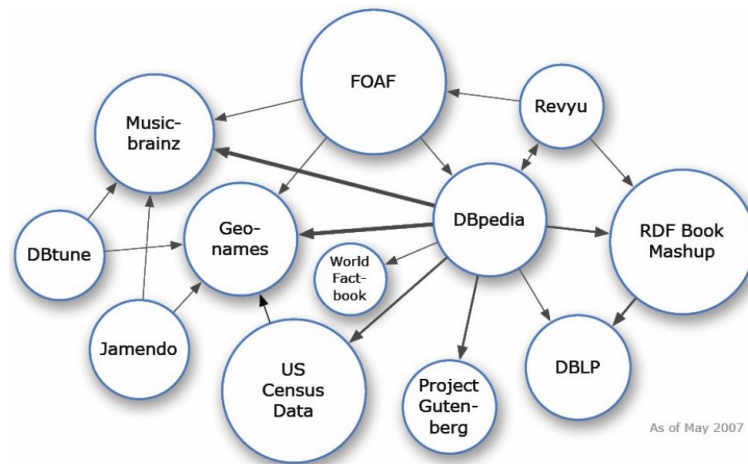 FOAF
Music-
brainz
Revyu
DBtune
Geo-
names
DBpedia
RDF Book
Mashup
World
Fact-
book
Jamendo
US
Census
Data
Project
Guten-
berg
DBLP
As of May 2007